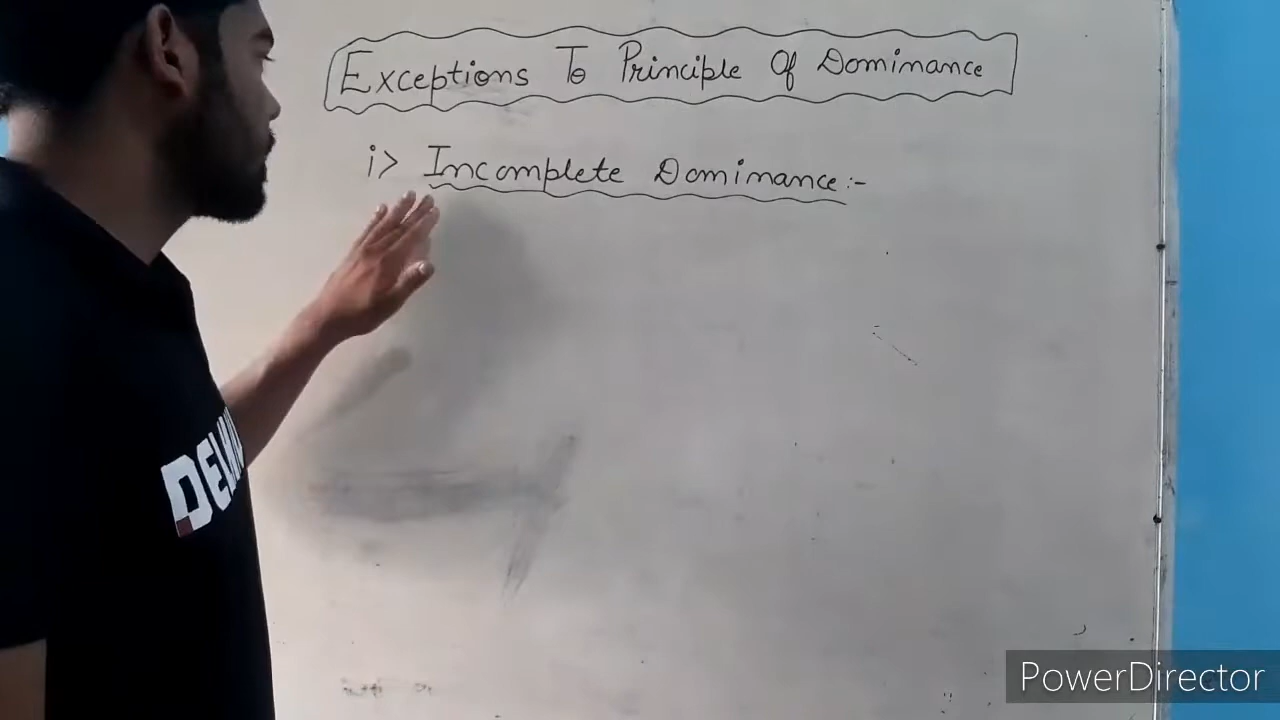 Exceptions To Principle Of Dominance
i> Incomplete Dominance:-
PowerDirector